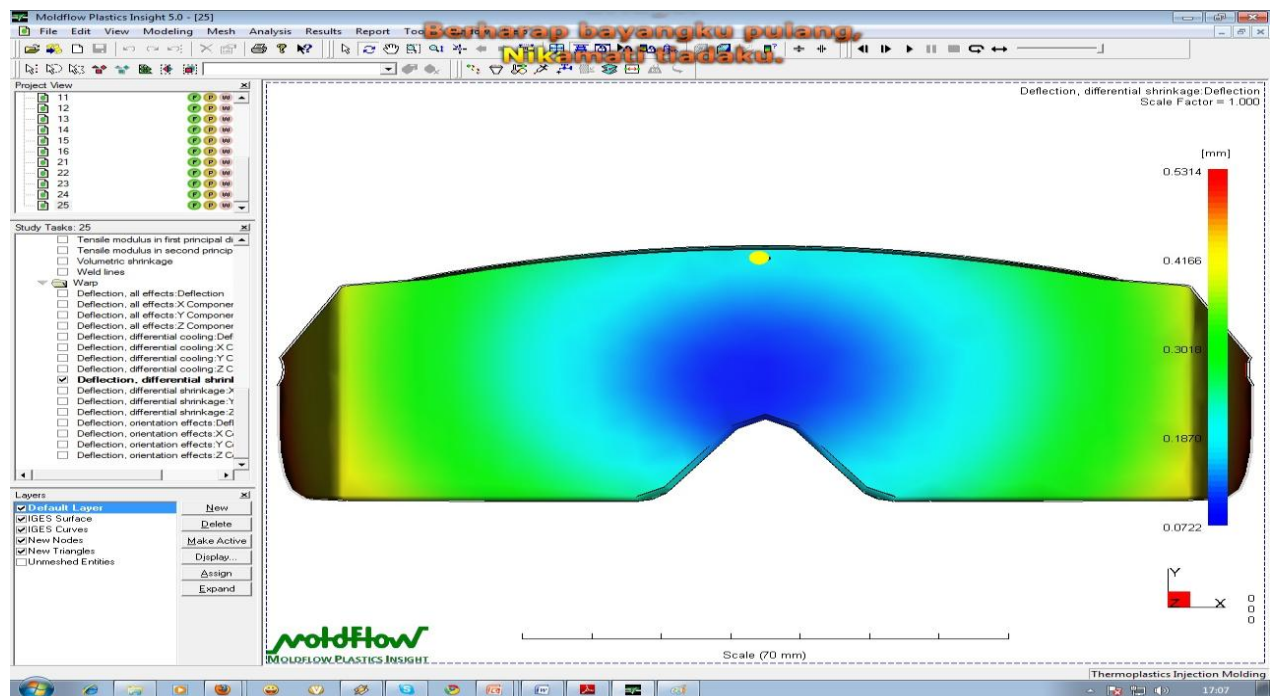 Moldflow Plastics Insight 5.0 - [25]
File Edit View Modeling Mesh Analysis Results Report
Berharap bayangku pulang,
Nikamati tiadaku.
Project View
11
12
13
14
15
16
21
22
23
24
25
Study Tasks: 25
Tensile modulus in first principal di
Tensile modulus in second princip
Volumetric shrinkage
Weld lines
Warp
Deflection, all effects:Deflection
Deflection, all effects:X Componer
Deflection, all effects:Y Componer
Deflection, all effects:Z Componer
Deflection, differential cooling:Def
Deflection, differential cooling:X C
Deflection, differential cooling:Y C
Deflection, differential cooling:Z C
Deflection, differential shrinl
Deflection, differential shrinkage:X
Deflection, differential shrinkage:Y
Deflection, differential shrinkage:Z
Deflection, orientation effects:Defl
Deflection, orientation effects:X C
Deflection, orientation effects:Y C
Deflection, orientation effects:Z C
Layers
Default Layer
IGES Surface
IGES Curves
New Nodes
New Triangles
Unmeshed Entities
New
Delete
Make Active
Display...
Assign
Expand
Deflection, differential shrinkage:Deflection
Scale Factor = 1.000
[mm]
0.5314
0.4166
0.3018
0.1870
0.0722
Y
Z X
0
0
0
moldflow
MOLDFLOW PLASTICS INSIGHT
Scale (70 mm)
Thermoplastics Injection Molding
17:07